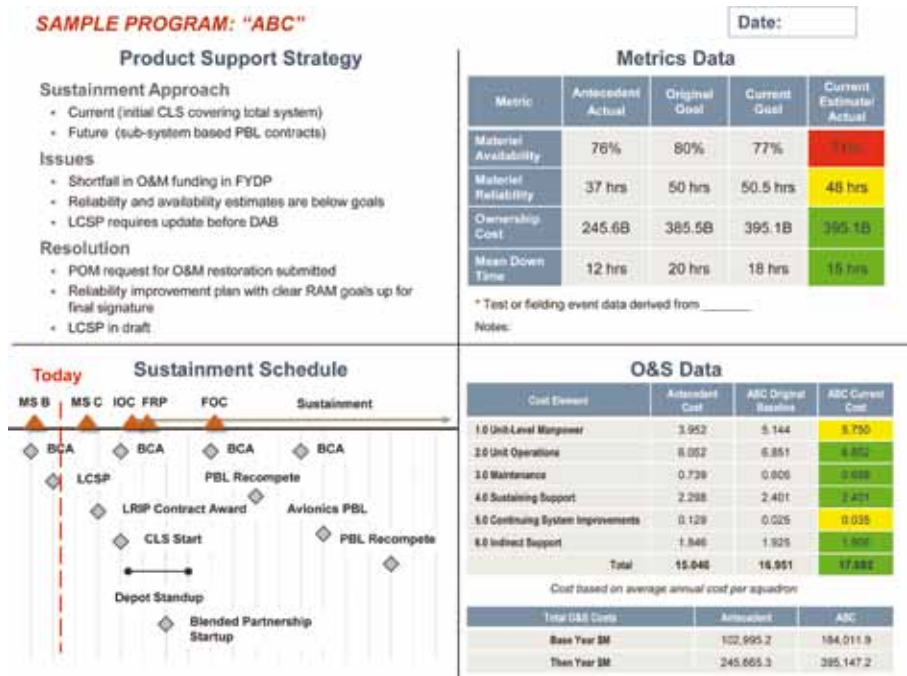 SAMPLE PROGRAM: “ABC”
Date:
Product Support Strategy
Sustainment Approach
• Current (initial CLS covering total system)
• Future (sub-system based PBL contracts)
Issues
• Shortfall in O&M funding in FYDP
• Reliability and availability estimates are below goals
• LCSP requires update before DAB
Resolution
• POM request for O&M restoration submitted
• Reliability improvement plan with clear RAM goals up for
final signature
• LCSP in draft
Metrics Data
Metric Antecedent Actual Original Goal Current Goal Current Estimate/ Actual
Materiel Availability 76% 80% 77%
Materiel Reliability 37 hrs 50 hrs 50.5 hrs 48 hrs
Ownership Cost 245.6B 385.5B 395.1B 395.1B
Mean Down Time 12 hrs 20 hrs 18 hrs 15 hrs
* Test or fielding event data derived from _______
Notes:
Sustainment Schedule
Today
MS B MS C IOC FRP FOC Sustainment
BCA BCA BCA BCA
LCSP PBL Recompete
LRIP Contract Award Avionics PBL
CLS Start PBL Recompete
Depot Standup
Blended Partnership
Startup
O&S Data
Cost Element Antecedent Cost ABC Original Baseline ABC Current Cost
1.0 Unit-Level Manpower 3.952 5.144 5.750
2.0 Unit Operations 6.052 6.851
3.0 Maintenance 0.739
4.0 Sustaining Support 2.298 2.401 2.401
5.0 Continuing System Improvements 0.129 0.025 0.035
6.0 Indirect Support 1.846 1.925
Total 15.046 16.951
Cost based on average annual cost per squadron
Total O&S Costs Antecedent ABC
Base Year $M 102,995.2 184,011.9
Then Year $M 245,665.3 395,147.2